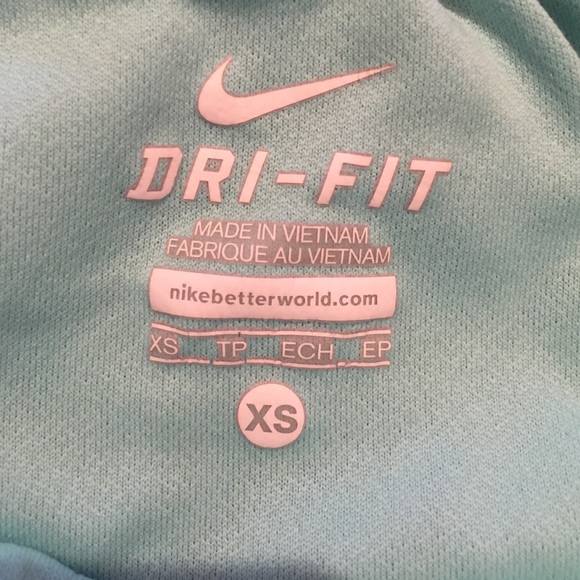 DRI-FIT
MADE IN VIETNAM
FABRIQUE AU VIETNAM
nikebetterworld.com
XS TP ECH EP
XS